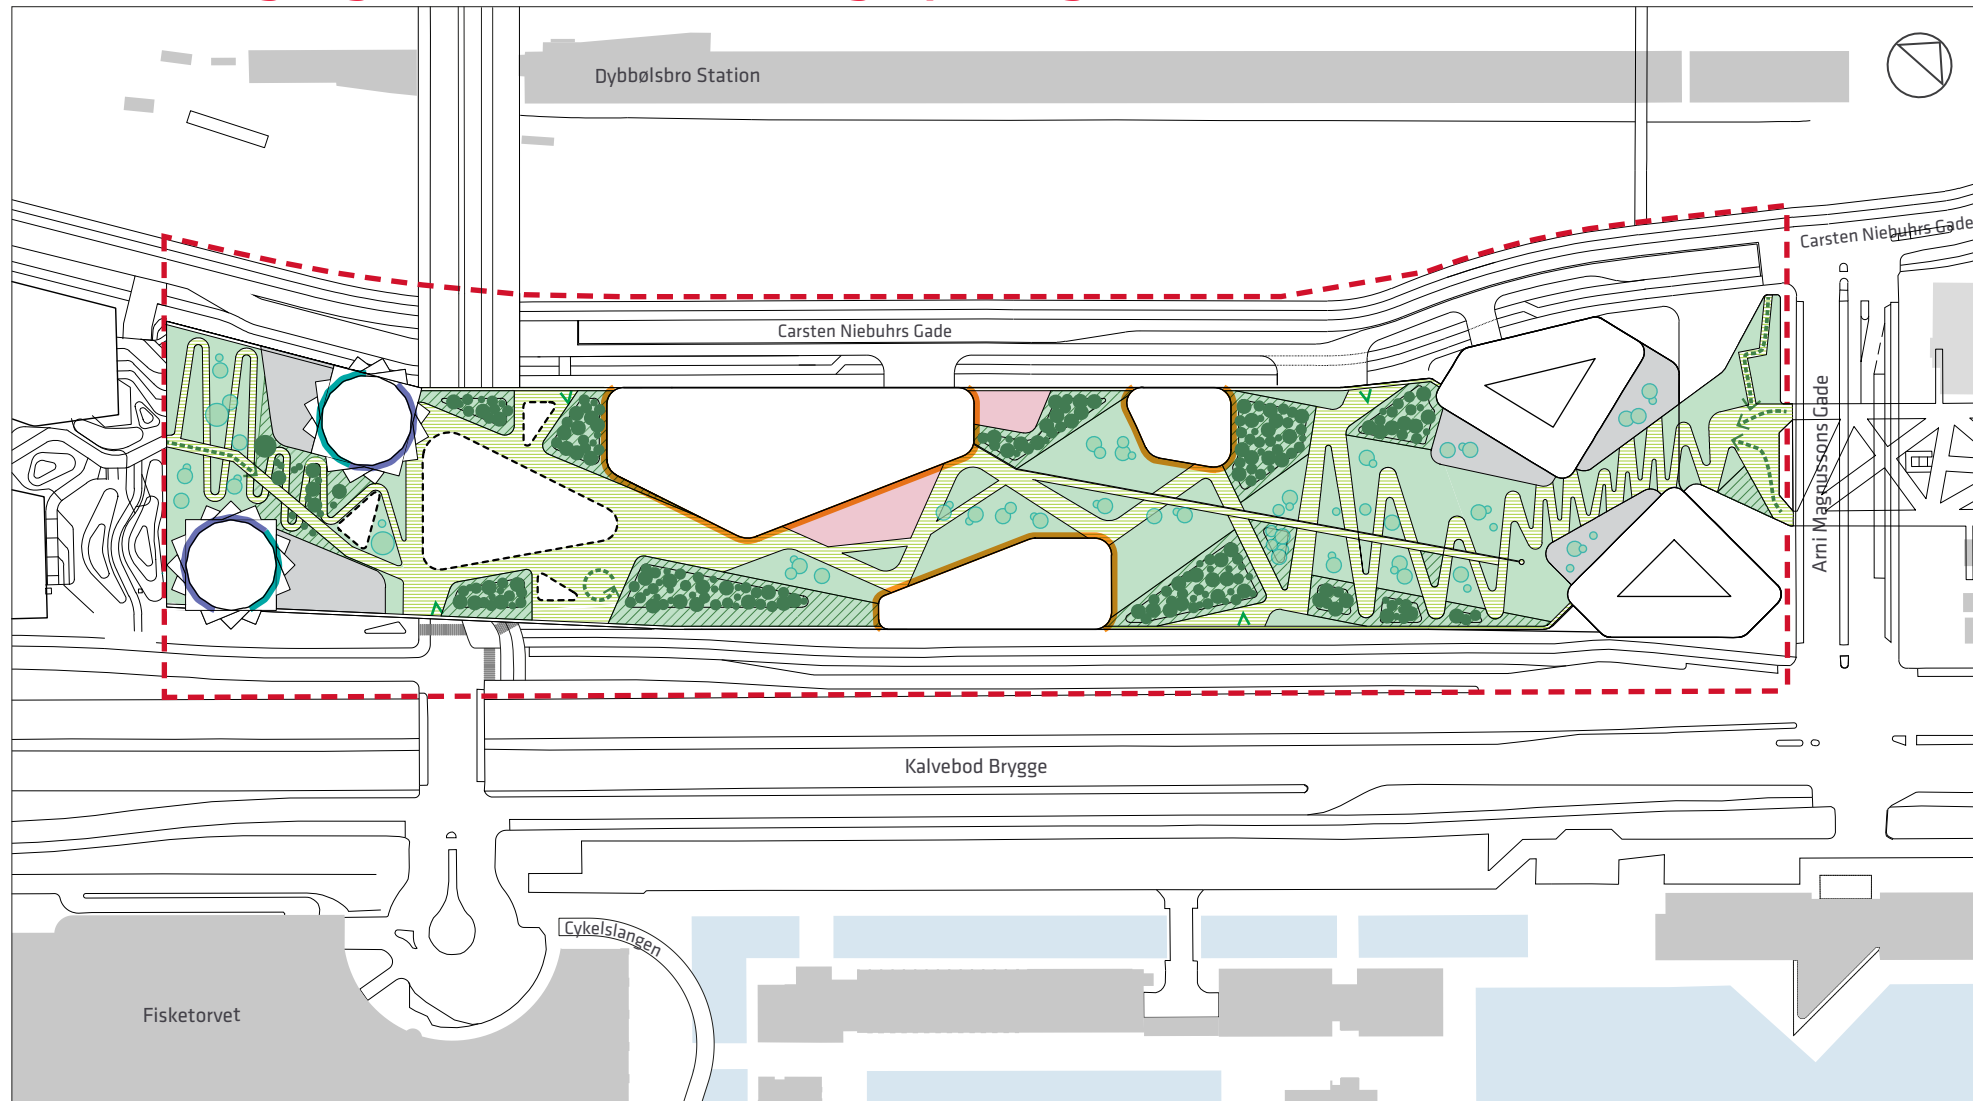 Dybbølsbro Station
Carsten Niebuhrs Gade
Carsten Niebuhrs Gade
Arni Magnussons Gade
Kalvebod Brygge
Cykelslangen
Fisketorvet